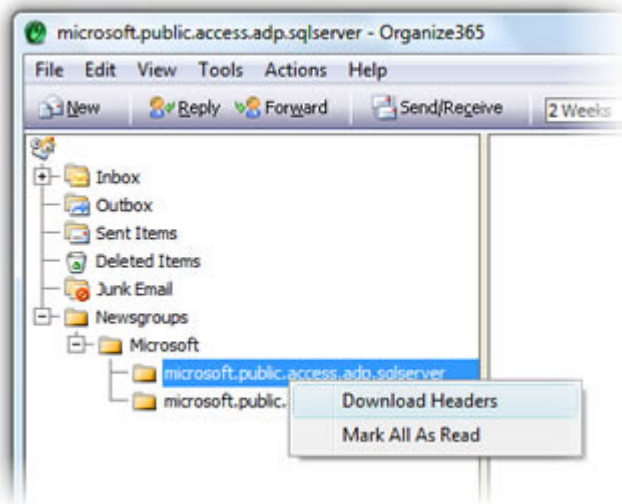 microsoft.public.access.adp.sqlserver - Organize365
File Edit View Tools Actions Help
New Reply Forward Send/Receive 2 Weeks
Inbox
Outbox
Sent Items
Deleted Items
Junk Email
Newsgroups
Microsoft
microsoft.public.access.adp.sqlserver
microsoft.public.
Download Headers
Mark All As Read